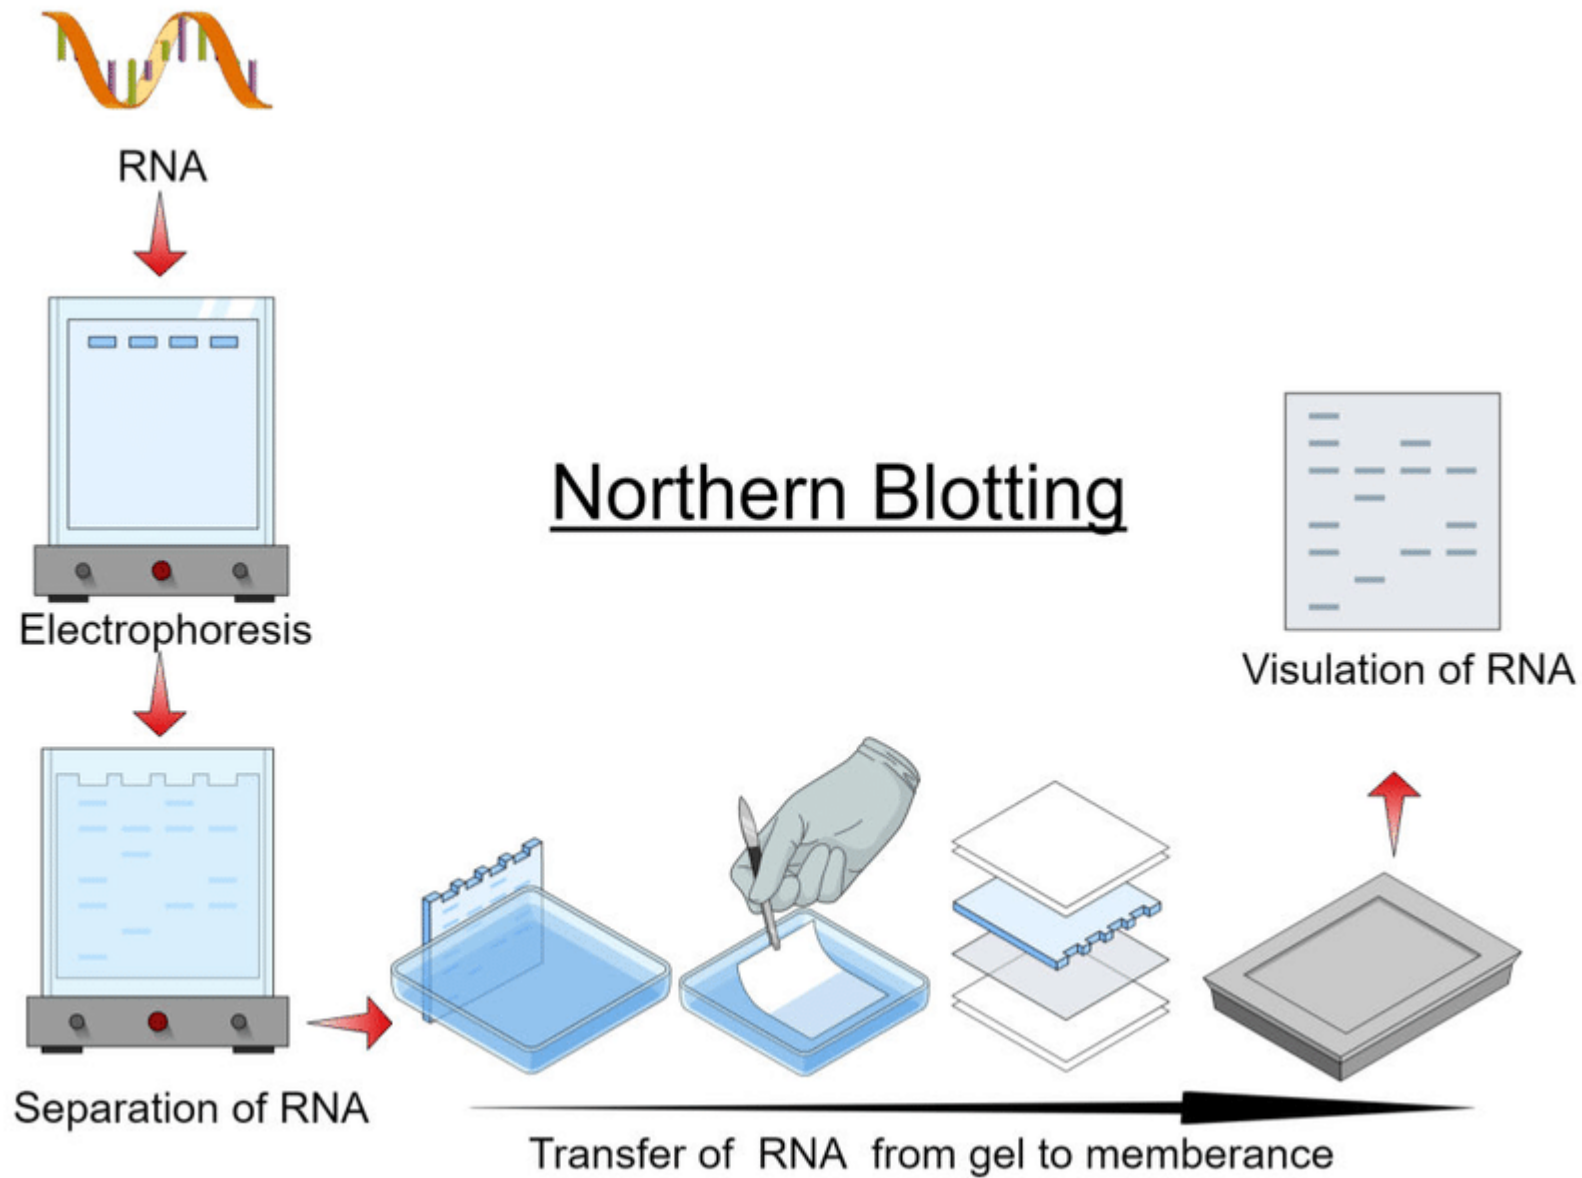 RNA
Electrophoresis
Separation of RNA
Northern Blotting
Transfer of RNA from gel to memberance
Visulation of RNA